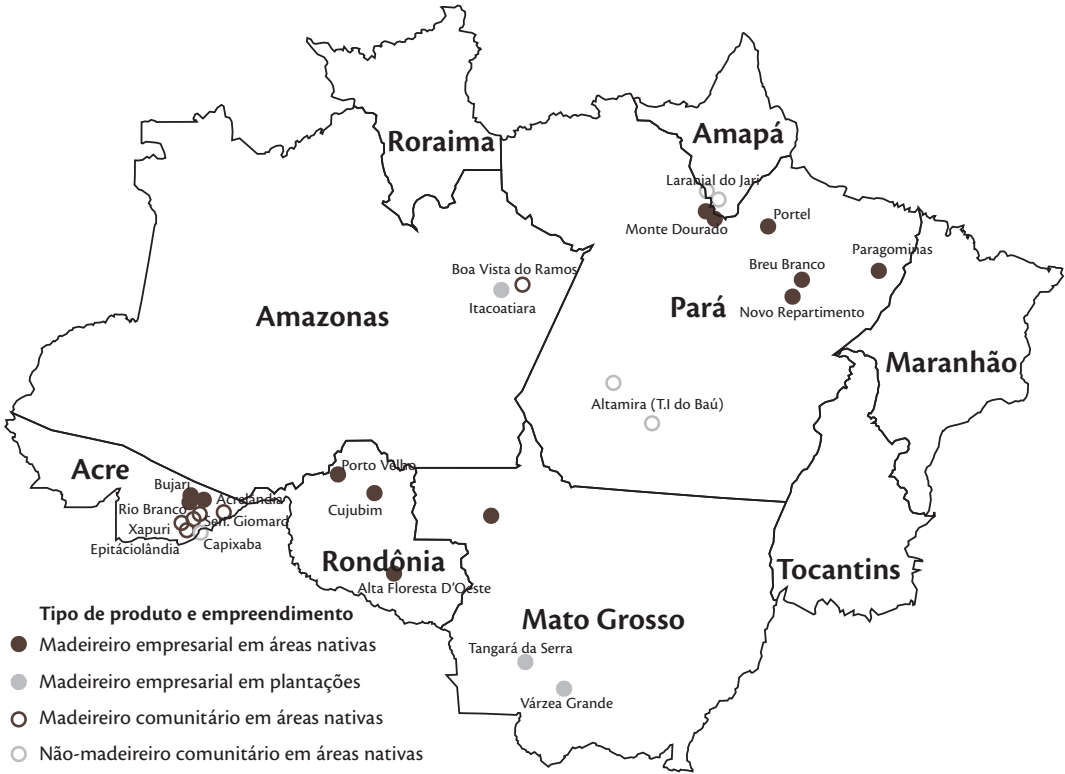 Roraima
Amapá
Laranjal do Jari
Monte Dourado
Portel
Paragominas
Breu Branco
Boa Vista do Ramos
Itacoatiara
Amazonas
Pará
Novo Repartimento
Maranhão
Altamira (T.I do Baú)
Acre
Porto Velho
Bujari
Acrelândia
Rio Branco
Cujubim
Sen. Giomard
Xapuri
Epitáciolândia
Capixaba
Rondônia
Tocantins
Alta Floresta D'Oeste
Mato Grosso
Tangará da Serra
Várzea Grande
Tipo de produto e empreendimento
Madeireiro empresarial em áreas nativas
Madeireiro empresarial em plantações
Madeireiro comunitário em áreas nativas
Não-madeireiro comunitário em áreas nativas